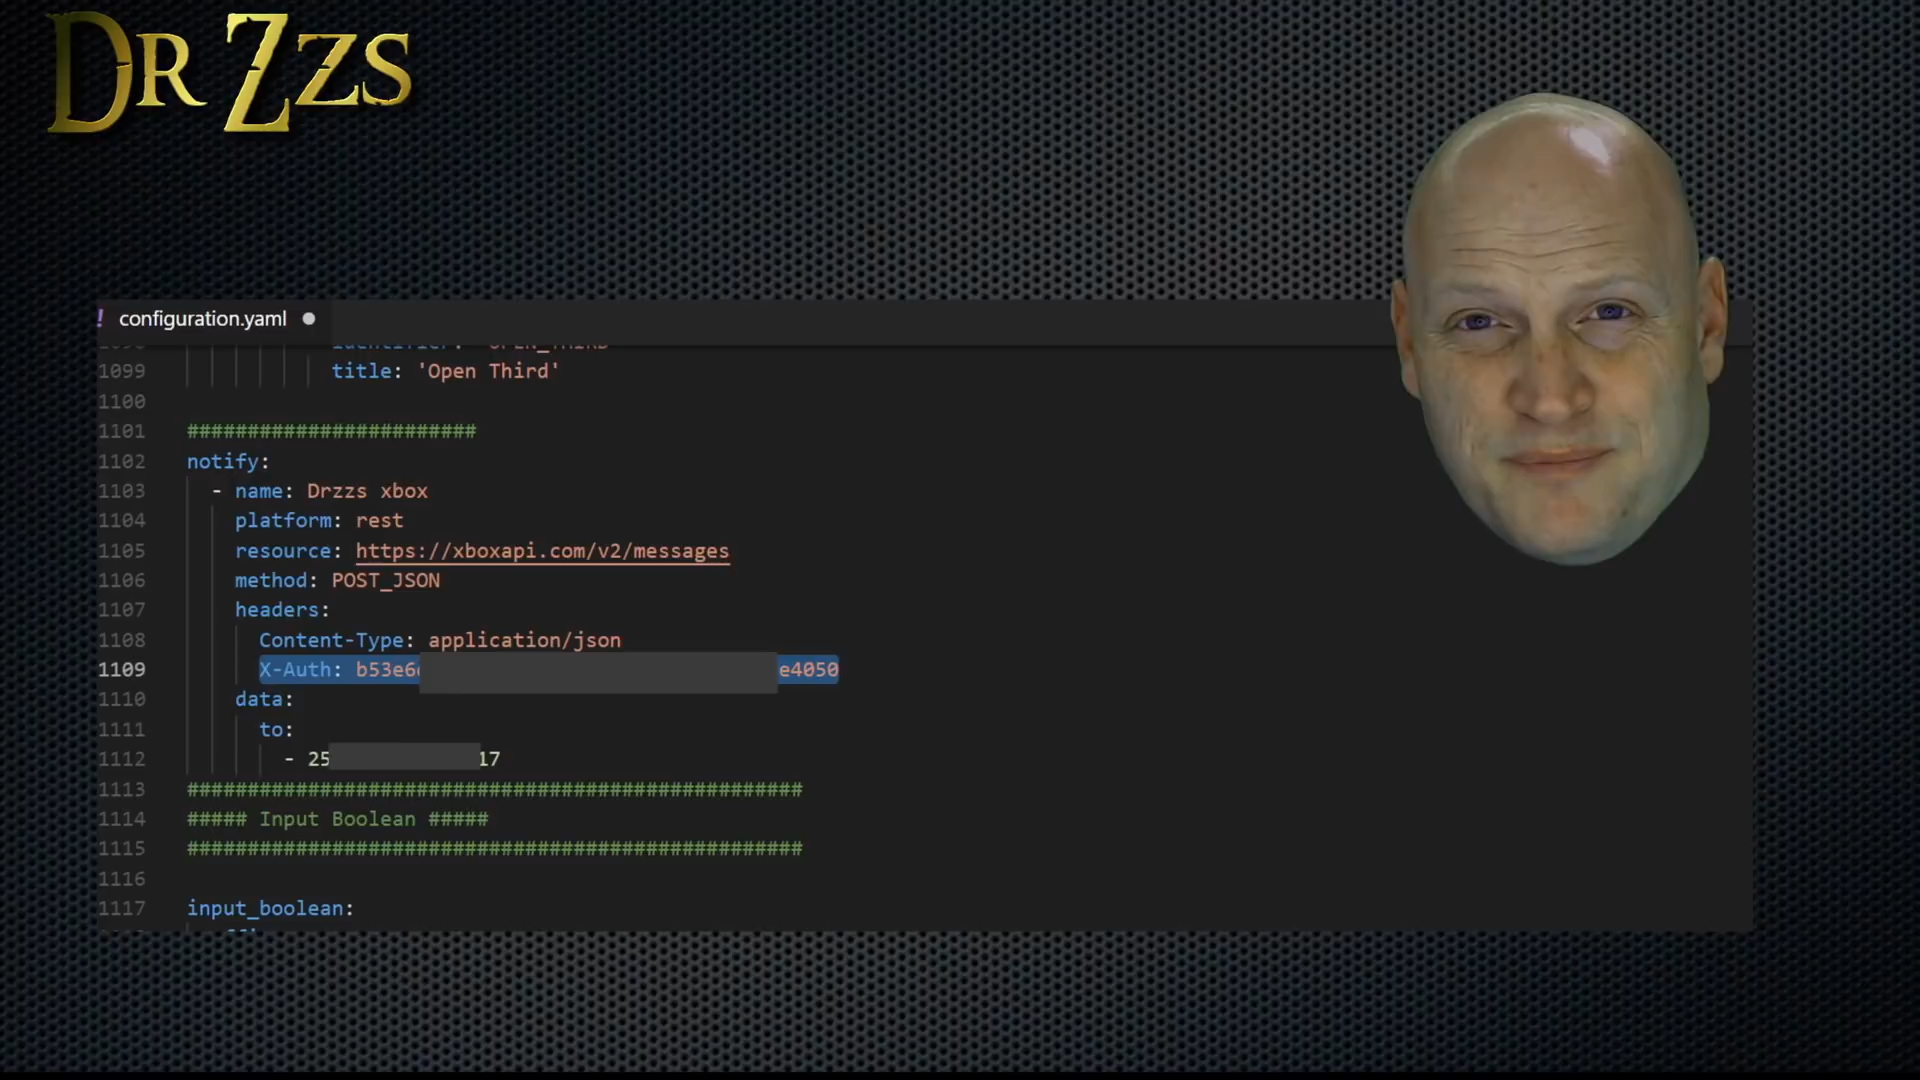 DR ZZS
! configuration.yaml ●
1099 title: 'Open Third'
1100
1101 ########################
1102 notify:
1103 - name: Drzzs xbox
1104 platform: rest
1105 resource: https://xboxapi.com/v2/messages
1106 method: POST_JSON
1107 headers:
1108 Content-Type: application/json
1109 X-Auth: b53e6 e4050
1110 data:
1111 to:
1112 - 25 17
1113 ###################################################
1114 ##### Input Boolean #####
1115 ###################################################
1116
1117 input_boolean: